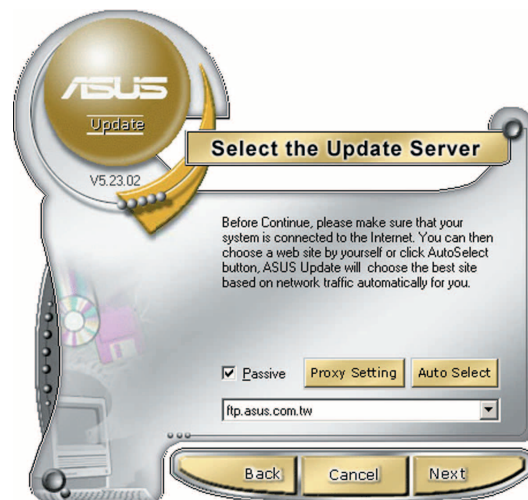 ASUS
Update
V5.23.02
Select the Update Server
Before Continue, please make sure that your
system is connected to the Internet. You can then
choose a web site by yourself or click AutoSelect
button, ASUS Update will choose the best site
based on network traffic automatically for you.
Passive
Proxy Setting
Auto Select
ftp.asus.com.tw
Back
Cancel
Next